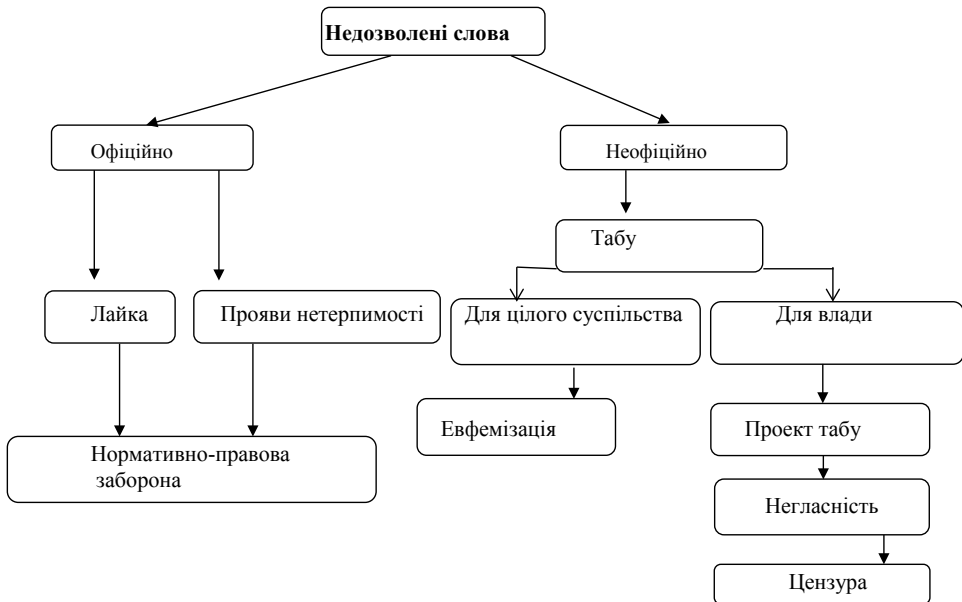 Недозволені слова
Офіційно
Неофіційно
Табу
Лайка
Прояви нетерпимості
Для цілого суспільства
Для влади
Евфемізація
Проект табу
Нормативно-правова
заборона
Негласність
Цензура